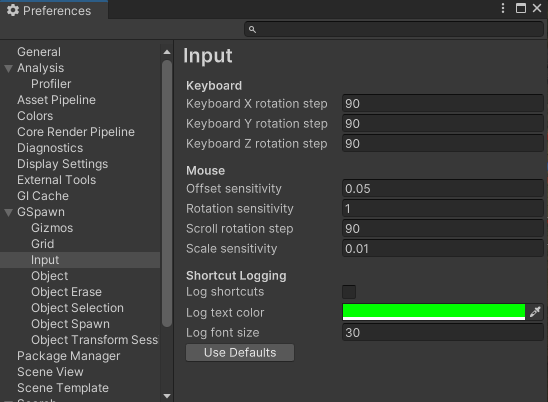 Preferences
General
Analysis
Profiler
Asset Pipeline
Colors
Core Render Pipeline
Diagnostics
Display Settings
External Tools
GI Cache
GSpawn
Gizmos
Grid
Input
Object
Object Erase
Object Selection
Object Spawn
Object Transform Sess
Package Manager
Scene View
Scene Template
Search
Input
Keyboard
Keyboard X rotation step 90
Keyboard Y rotation step 90
Keyboard Z rotation step 90
Mouse
Offset sensitivity 0.05
Rotation sensitivity 1
Scroll rotation step 90
Scale sensitivity 0.01
Shortcut Logging
Log shortcuts
Log text color
Log font size 30
Use Defaults